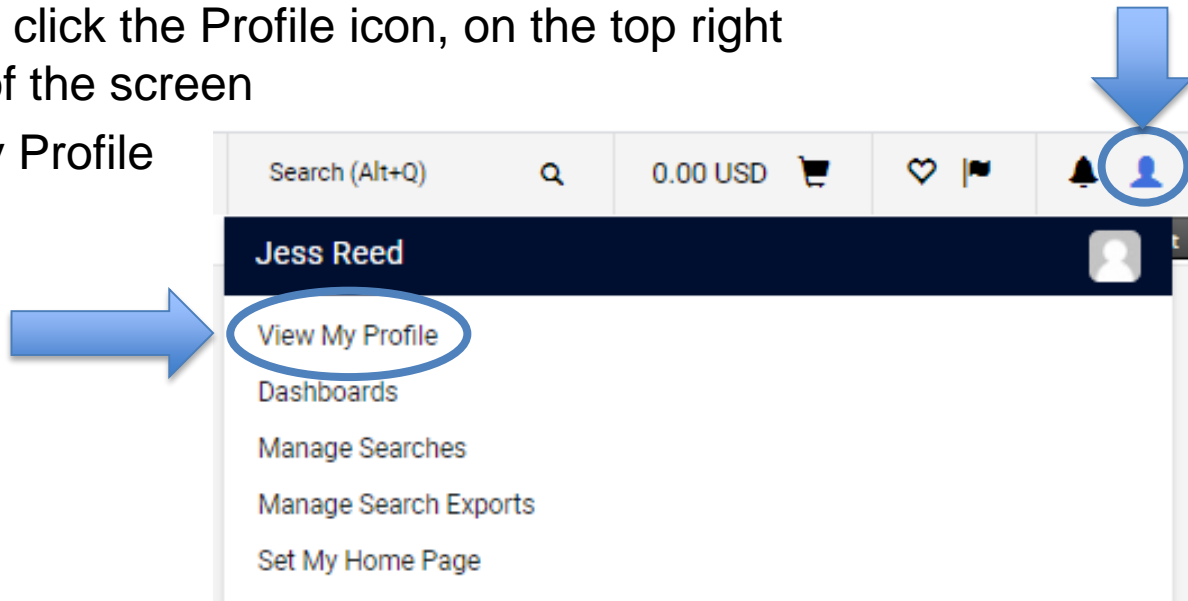 click the Profile icon, on the top right
of the screen
y Profile
Search (Alt+Q) 0.00 USD
Jess Reed
View My Profile
Dashboards
Manage Searches
Manage Search Exports
Set My Home Page